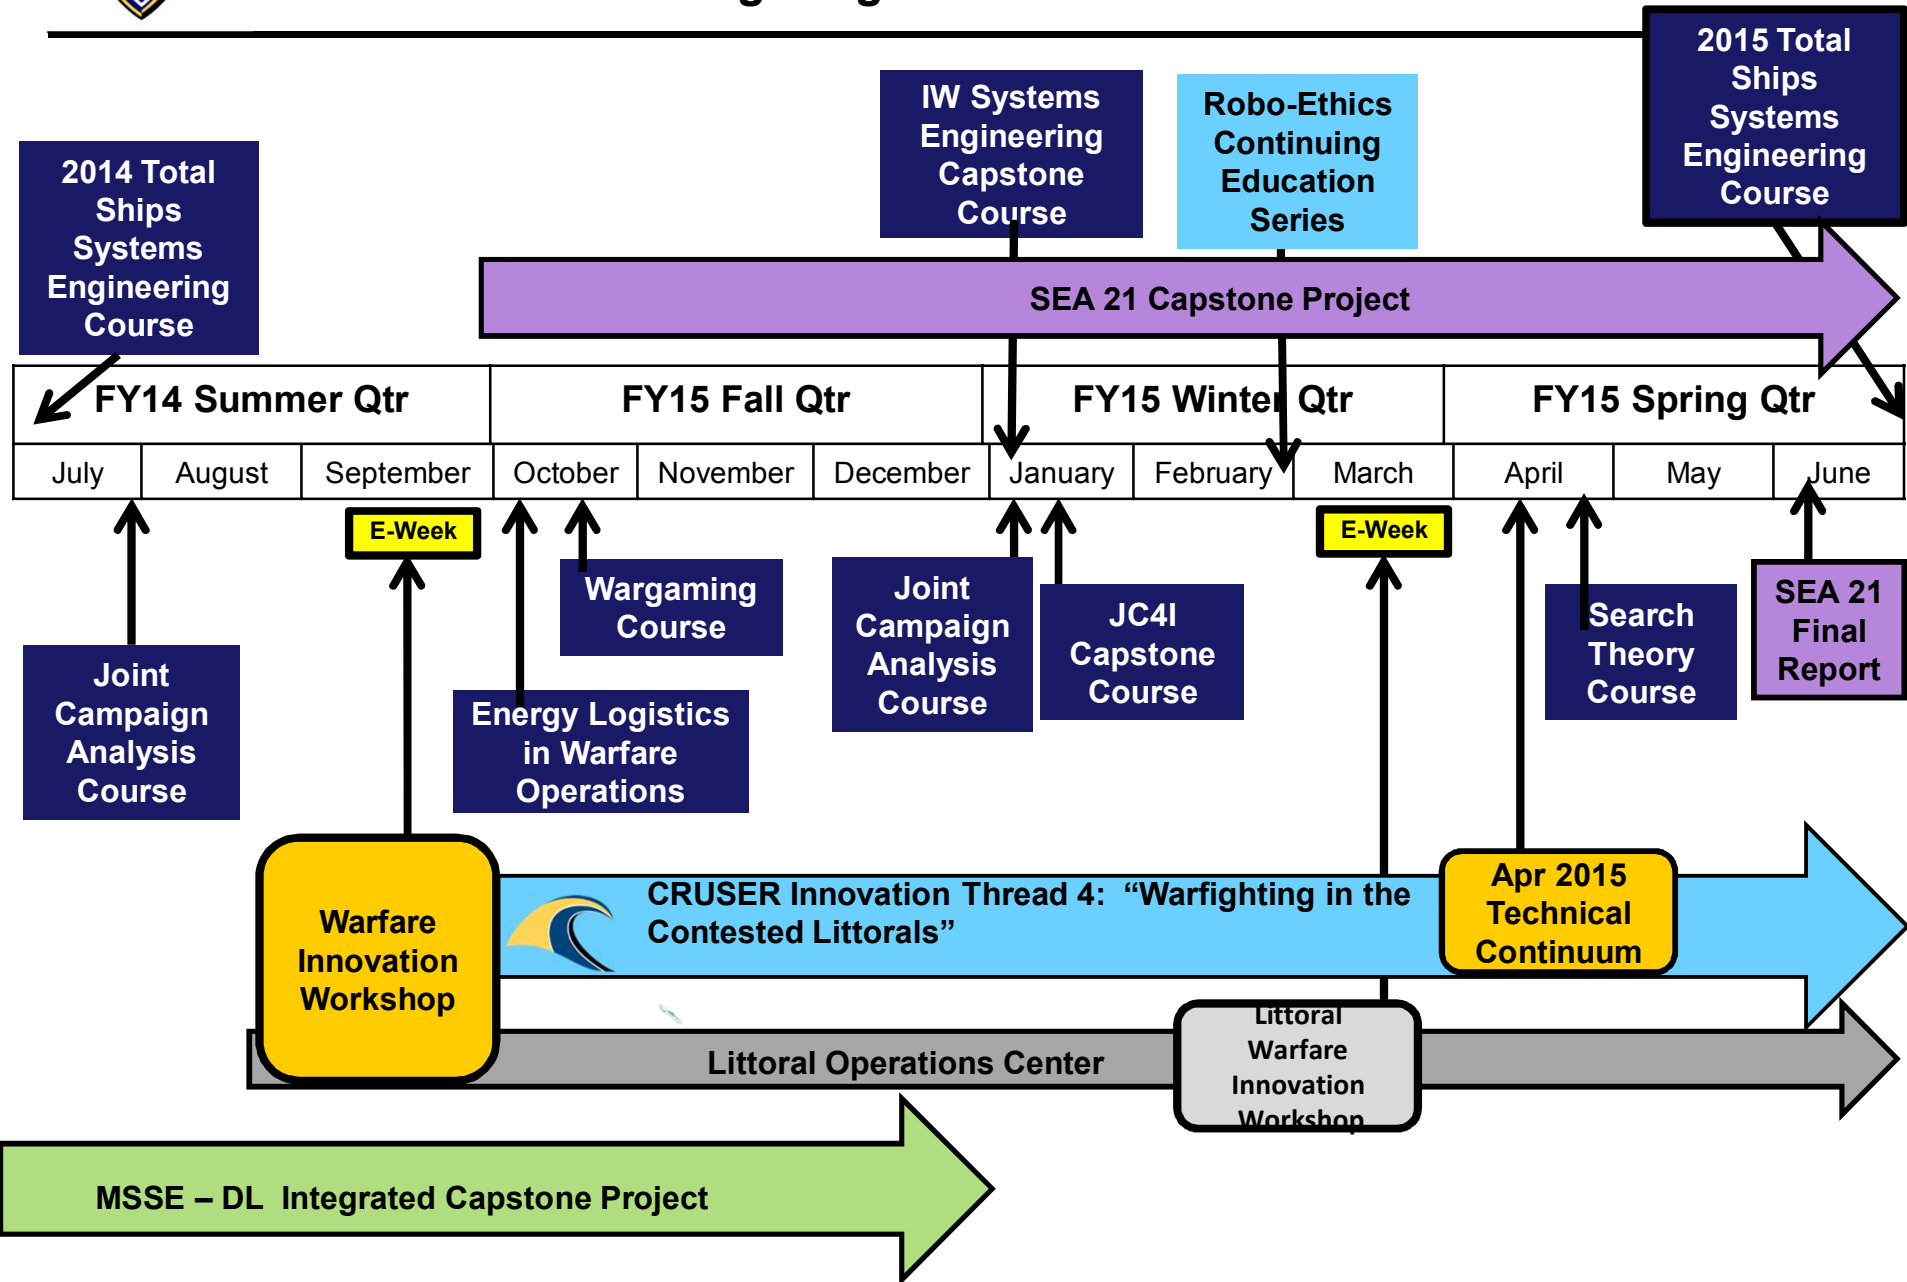 2015 Total
Ships
Systems
Engineering
Course
IW Systems
Engineering
Capstone
Course
Robo-Ethics
Continuing
Education
Series
2014 Total
Ships
Systems
Engineering
Course
SEA 21 Capstone Project
FY14 Summer Qtr
FY15 Fall Qtr
FY15 Winter Qtr
FY15 Spring Qtr
July
August
September
October
November
December
January
February
March
April
May
June
E-Week
E-Week
Wargaming
Course
Joint
Campaign
Analysis
Course
JC4I
Capstone
Course
Search
Theory
Course
SEA 21
Final
Report
Joint
Campaign
Analysis
Course
Energy Logistics
in Warfare
Operations
Warfare
Innovation
Workshop
CRUSER Innovation Thread 4:  “Warfighting in the
Contested Littorals”
Apr 2015
Technical
Continuum
Littoral Operations Center
Littoral
Warfare
Innovation
Workshop
MSSE – DL  Integrated Capstone Project